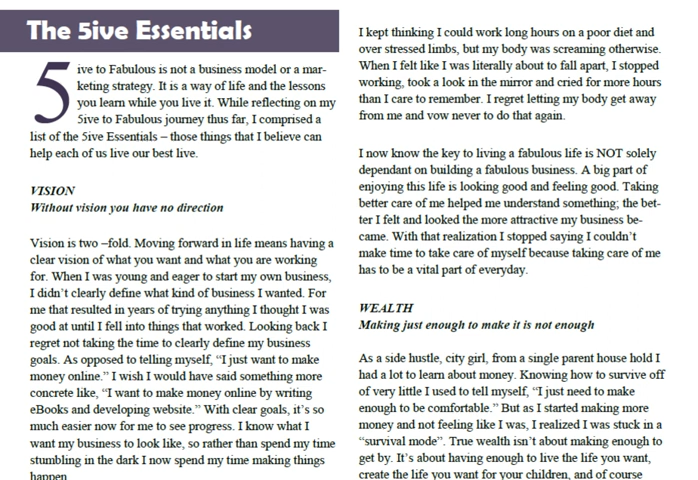 The 5ive Essentials
5ive to Fabulous is not a business model or a mar-
keting strategy. It is a way of life and the lessons
you learn while you live it. While reflecting on my
5ive to Fabulous journey thus far, I comprised a
list of the 5ive Essentials – those things that I believe can
help each of us live our best live.
VISION
Without vision you have no direction
Vision is two –fold. Moving forward in life means having a
clear vision of what you want and what you are working
for. When I was young and eager to start my own business,
I didn't clearly define what kind of business I wanted. For
me that resulted in years of trying anything I thought I was
good at until I fell into things that worked. Looking back I
regret not taking the time to clearly define my business
goals. As opposed to telling myself, “I just want to make
money online.” I wish I would have said something more
concrete like, “I want to make money online by writing
eBooks and developing website.” With clear goals, it's so
much easier now for me to see progress. I know what I
want my business to look like, so rather than spend my time
stumbling in the dark I now spend my time making things
happen
I kept thinking I could work long hours on a poor diet and
over stressed limbs, but my body was screaming otherwise.
When I felt like I was literally about to fall apart, I stopped
working, took a look in the mirror and cried for more hours
than I care to remember. I regret letting my body get away
from me and vow never to do that again.
I now know the key to living a fabulous life is NOT solely
dependant on building a fabulous business. A big part of
enjoying this life is looking good and feeling good. Taking
better care of me helped me understand something; the bet-
ter I felt and looked the more attractive my business be-
came. With that realization I stopped saying I couldn't
make time to take care of myself because taking care of me
has to be a vital part of everyday.
WEALTH
Making just enough to make it is not enough
As a side hustle, city girl, from a single parent house hold I
had a lot to learn about money. Knowing how to survive off
of very little I used to tell myself, “I just need to make
enough to be comfortable.” But as I started making more
money and not feeling like I was, I realized I was stuck in a
“survival mode”. True wealth isn't about making enough to
get by. It's about having enough to live the life you want,
create the life you want for your children, and of course